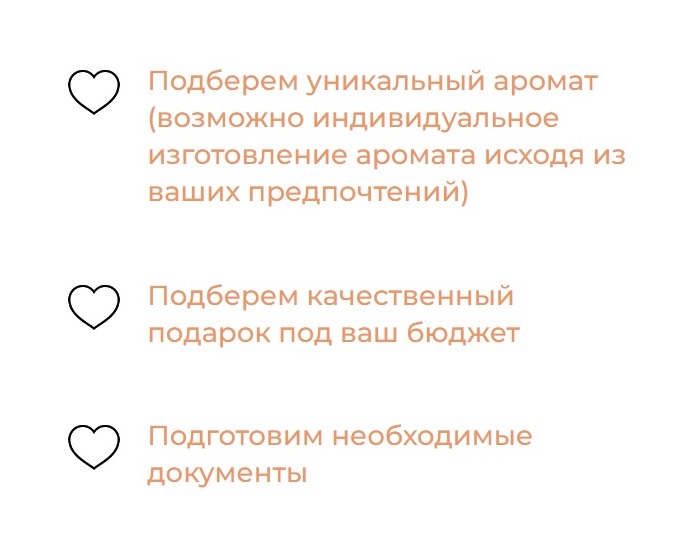 Подберем уникальный аромат
(возможно индивидуальное
изготовление аромата исходя из
ваших предпочтений)
Подберем качественный
подарок под ваш бюджет
Подготовим необходимые
документы